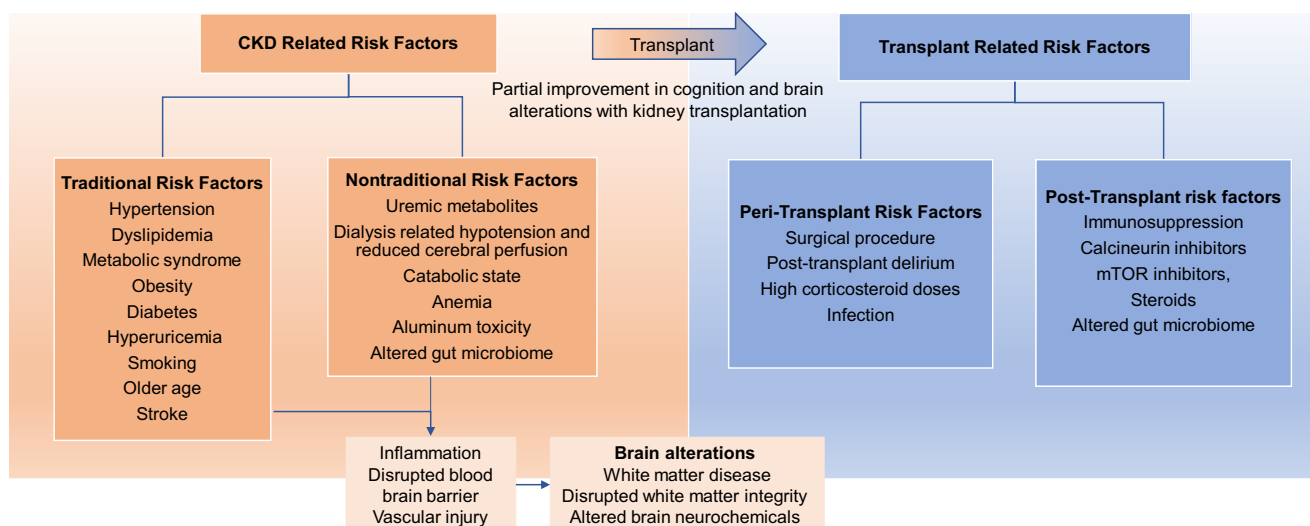 CKD Related Risk Factors
Transplant
Transplant Related Risk Factors
Partial improvement in cognition and brain
alterations with kidney transplantation
Traditional Risk Factors
Hypertension
Dyslipidemia
Metabolic syndrome
Obesity
Diabetes
Hyperuricemia
Smoking
Older age
Stroke
Nontraditional Risk Factors
Uremic metabolites
Dialysis related hypotension and
reduced cerebral perfusion
Catabolic state
Anemia
Aluminum toxicity
Altered gut microbiome
Peri-Transplant Risk Factors
Surgical procedure
Post-transplant delirium
High corticosteroid doses
Infection
Post-Transplant risk factors
Immunosuppression
Calcineurin inhibitors
mTOR inhibitors,
Steroids
Altered gut microbiome
Inflammation
Disrupted blood
brain barrier
Vascular injury
Brain alterations
White matter disease
Disrupted white matter integrity
Altered brain neurochemicals